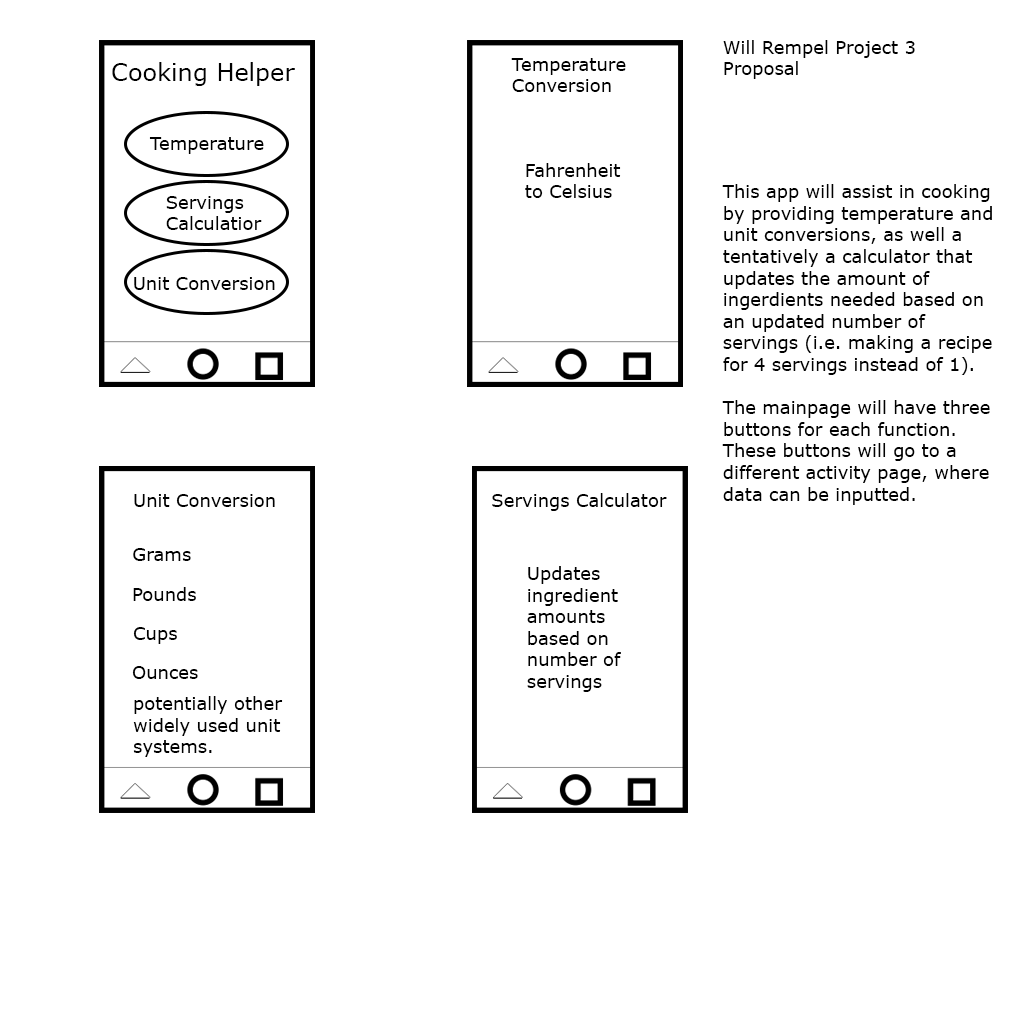 Cooking Helper
Temperature
Servings
Calculatior
Unit Conversion
Temperature
Conversion
Fahrenheit
to Celsius
Will Rempel Project 3
Proposal
This app will assist in cooking
by providing temperature and
unit conversions, as well a
tentatively a calculator that
updates the amount of
ingerdients needed based on
an updated number of
servings (i.e. making a recipe
for 4 servings instead of 1).
The mainpage will have three
buttons for each function.
These buttons will go to a
different activity page, where
data can be inputted.
Unit Conversion
Grams
Pounds
Cups
Ounces
potentially other
widely used unit
systems.
Servings Calculator
Updates
ingredient
amounts
based on
number of
servings